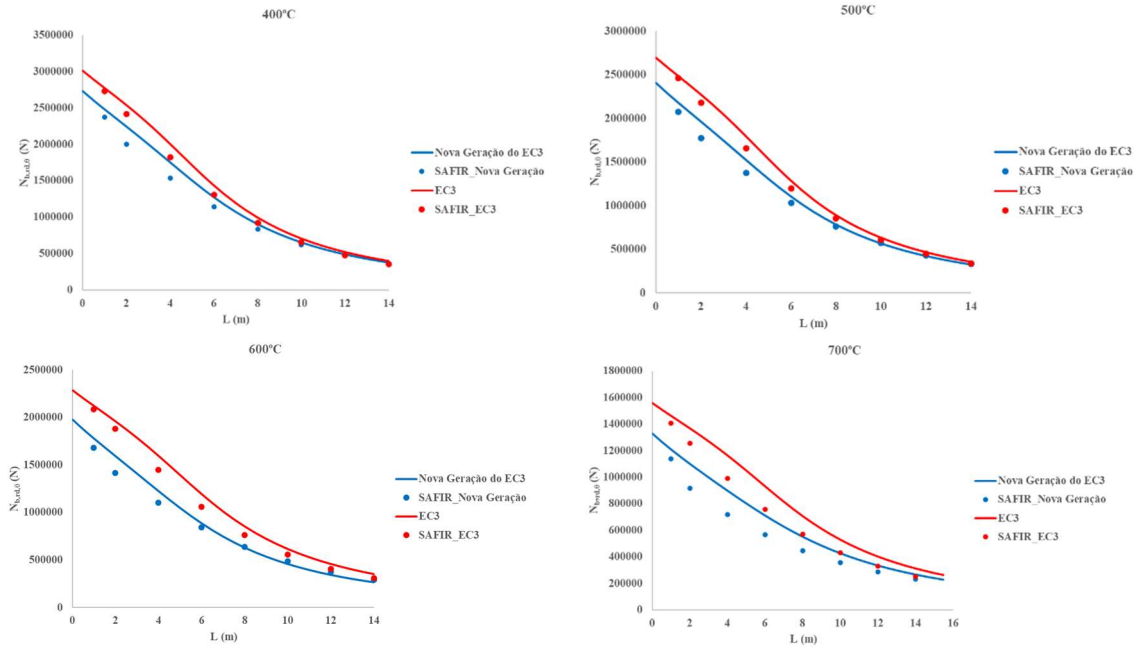 400ºC
3500000
3000000
2500000
2000000
1500000
1000000
500000
0
N_b,rd,θ (N)
0 2 4 6 8 10 12 14
L (m)
Nova Geração do EC3
SAFIR_Nova Geração
EC3
SAFIR_EC3
500ºC
3000000
2500000
2000000
1500000
1000000
500000
0
N_b,rd,θ (N)
0 2 4 6 8 10 12 14
L (m)
Nova Geração do EC3
SAFIR_Nova Geração
EC3
SAFIR_EC3
600ºC
2500000
2000000
1500000
1000000
500000
0
N_b,rd,θ (N)
0 2 4 6 8 10 12 14
L (m)
Nova Geração do EC3
SAFIR_Nova Geração
EC3
SAFIR_EC3
700ºC
1800000
1600000
1400000
1200000
1000000
800000
600000
400000
200000
0
0 2 4 6 8 10 12 14 16
L (m)
Nova Geração do EC3
SAFIR_Nova Geração
EC3
SAFIR_EC3